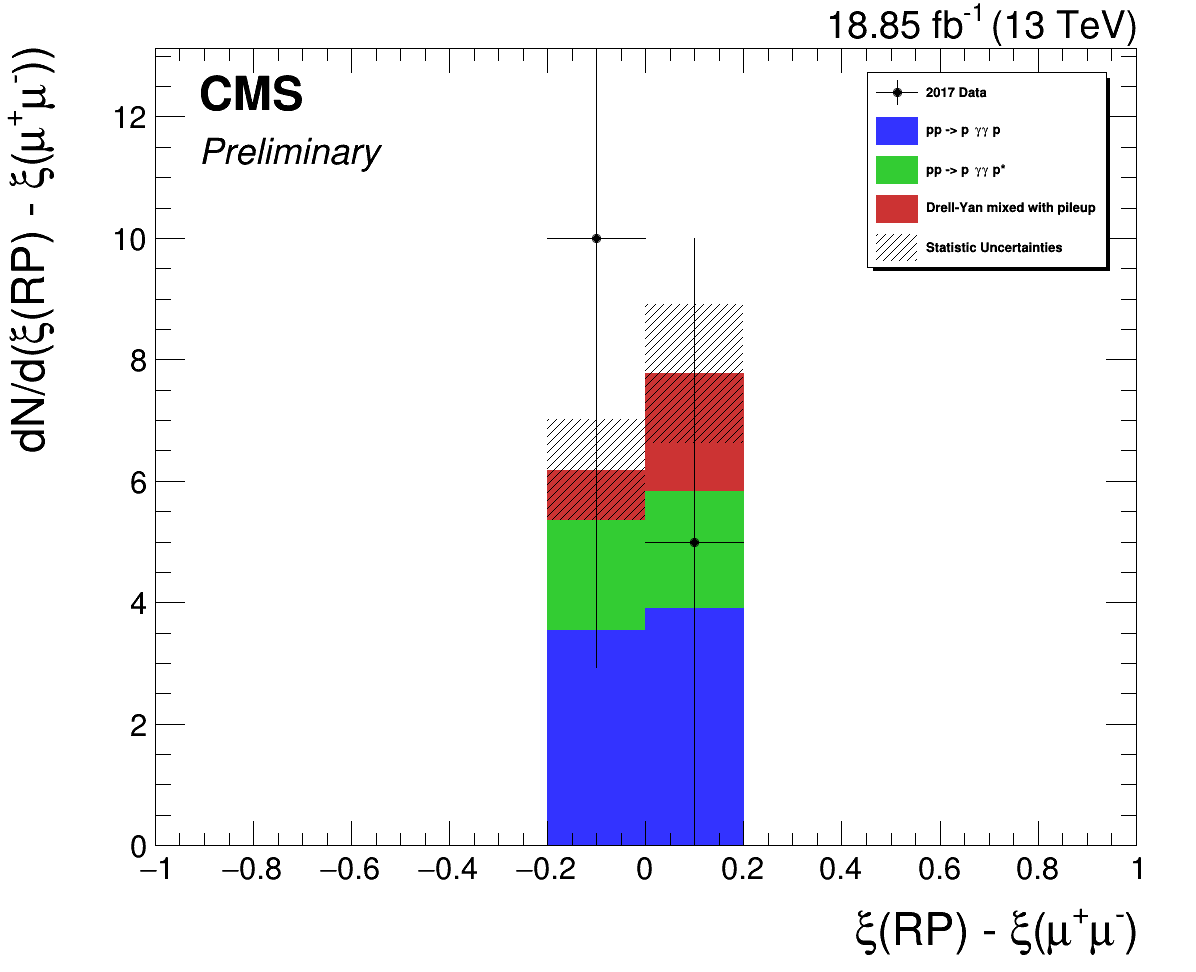 18.85 fb⁻¹ (13 TeV)
CMS
Preliminary
2017 Data
pp -> p γγ p
pp -> p γγ p*
Drell-Yan mixed with pileup
Statistic Uncertainties
dN/d(ξ(RP) - ξ(μ⁺μ⁻))
12
10
8
6
4
2
0
−1 −0.8 −0.6 −0.4 −0.2 0 0.2 0.4 0.6 0.8 1
ξ(RP) - ξ(μ⁺μ⁻)